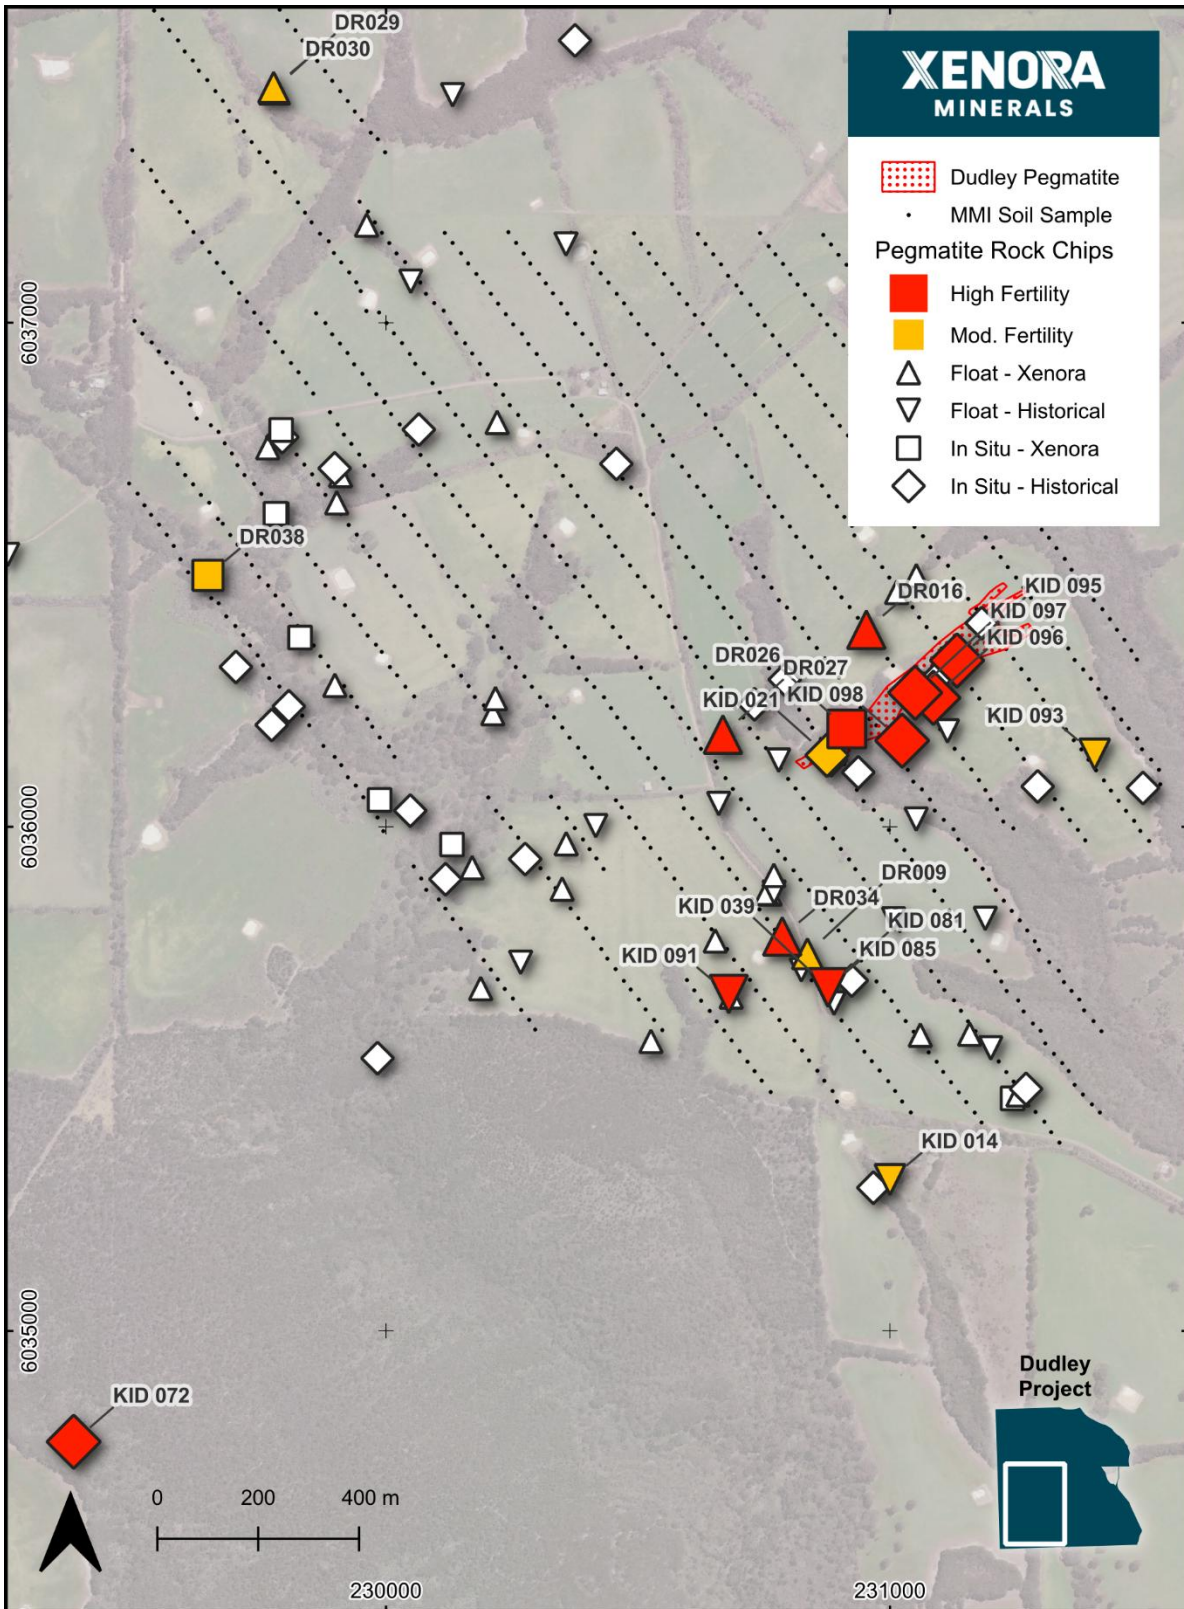 DR029
DR030
XENORA
MINERALS
Dudley Pegmatite
MMI Soil Sample
Pegmatite Rock Chips
High Fertility
Mod. Fertility
Float - Xenora
Float - Historical
In Situ - Xenora
In Situ - Historical
6037000
DR038
DR016
KID 095
KID 097
KID 096
DR026
DR027
KID 021
KID 098
KID 093
6036000
DR009
DR034
KID 039
KID 081
KID 091
KID 085
KID 014
6035000
Dudley
Project
KID 072
0 200 400 m
230000 231000